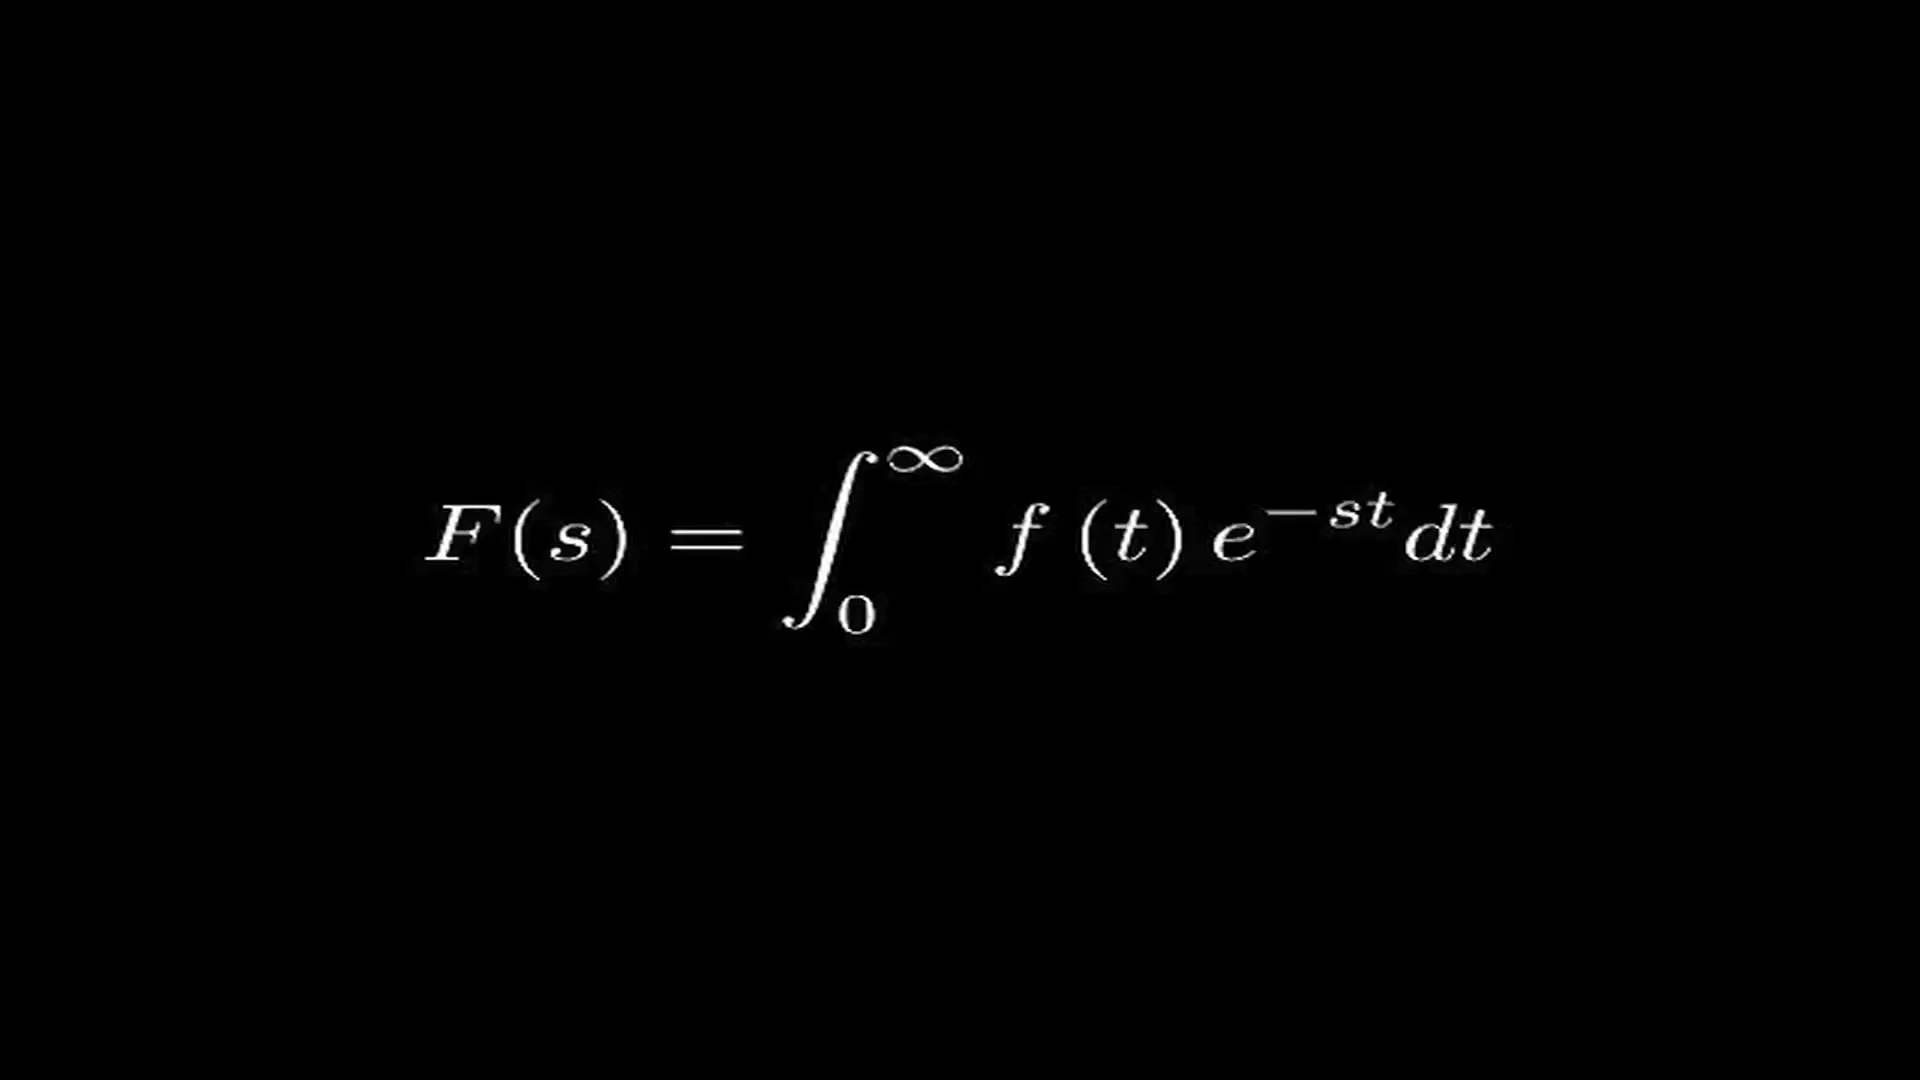 F(s) = ∫₀^∞ f(t) e^{-st} dt